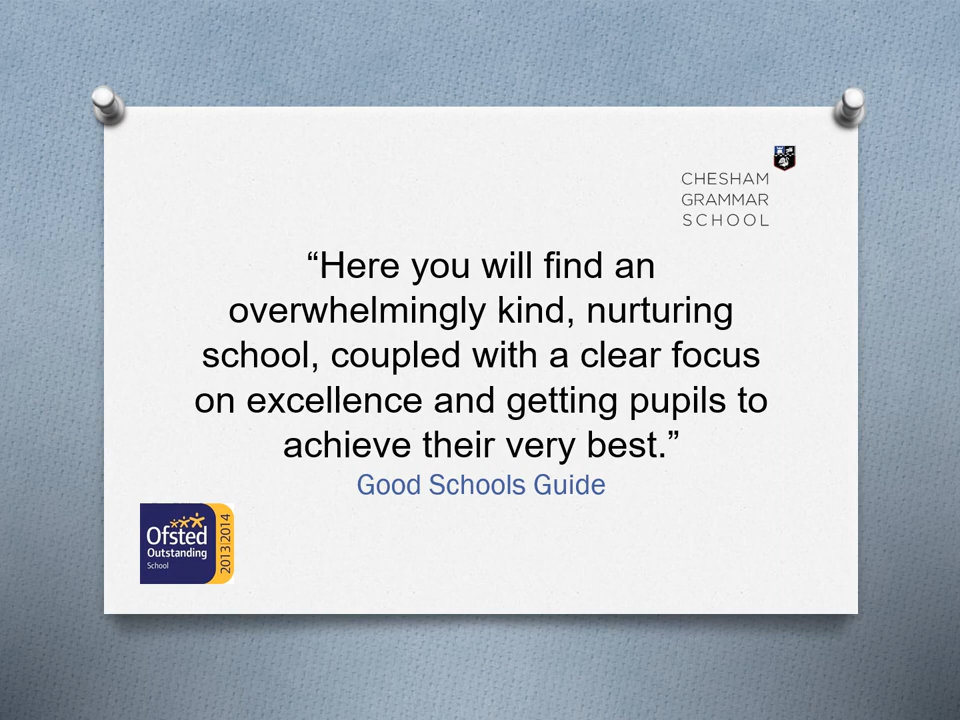 CHESHAM
GRAMMAR
SCHOOL
“Here you will find an
overwhelmingly kind, nurturing
school, coupled with a clear focus
on excellence and getting pupils to
achieve their very best.”
Good Schools Guide
Ofsted
Outstanding
School
2013|2014